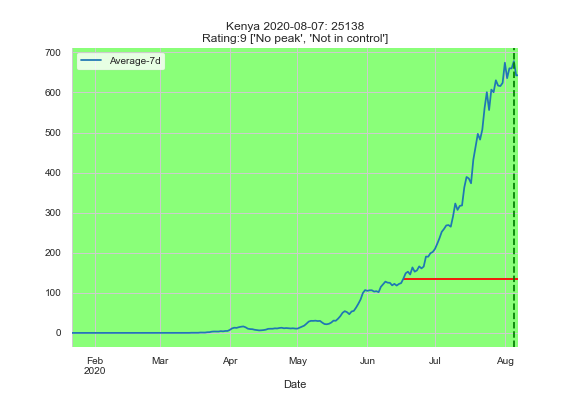 Kenya 2020-08-07: 25138
Rating:9 ['No peak', 'Not in control']
Average-7d
700
600
500
400
300
200
100
0
Feb
2020
Mar
Apr
May
Jun
Jul
Aug
Date